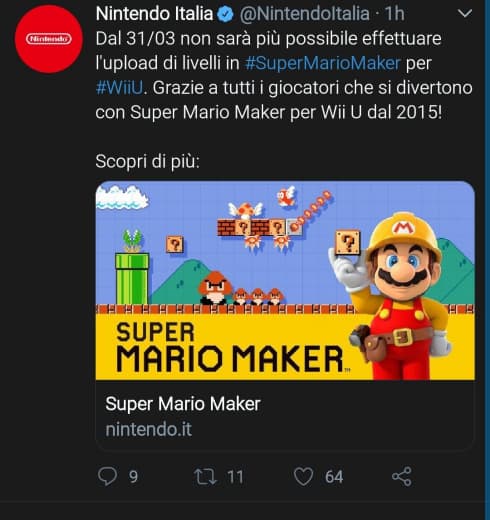 Nintendo
Nintendo Italia @NintendoItalia · 1h
Dal 31/03 non sarà più possibile effettuare
l'upload di livelli in #SuperMarioMaker per
#WiiU. Grazie a tutti i giocatori che si divertono
con Super Mario Maker per Wii U dal 2015!
Scopri di più:
? ? ? ?
M
SUPER
MARIO MAKER™
Super Mario Maker
nintendo.it
9 11 64